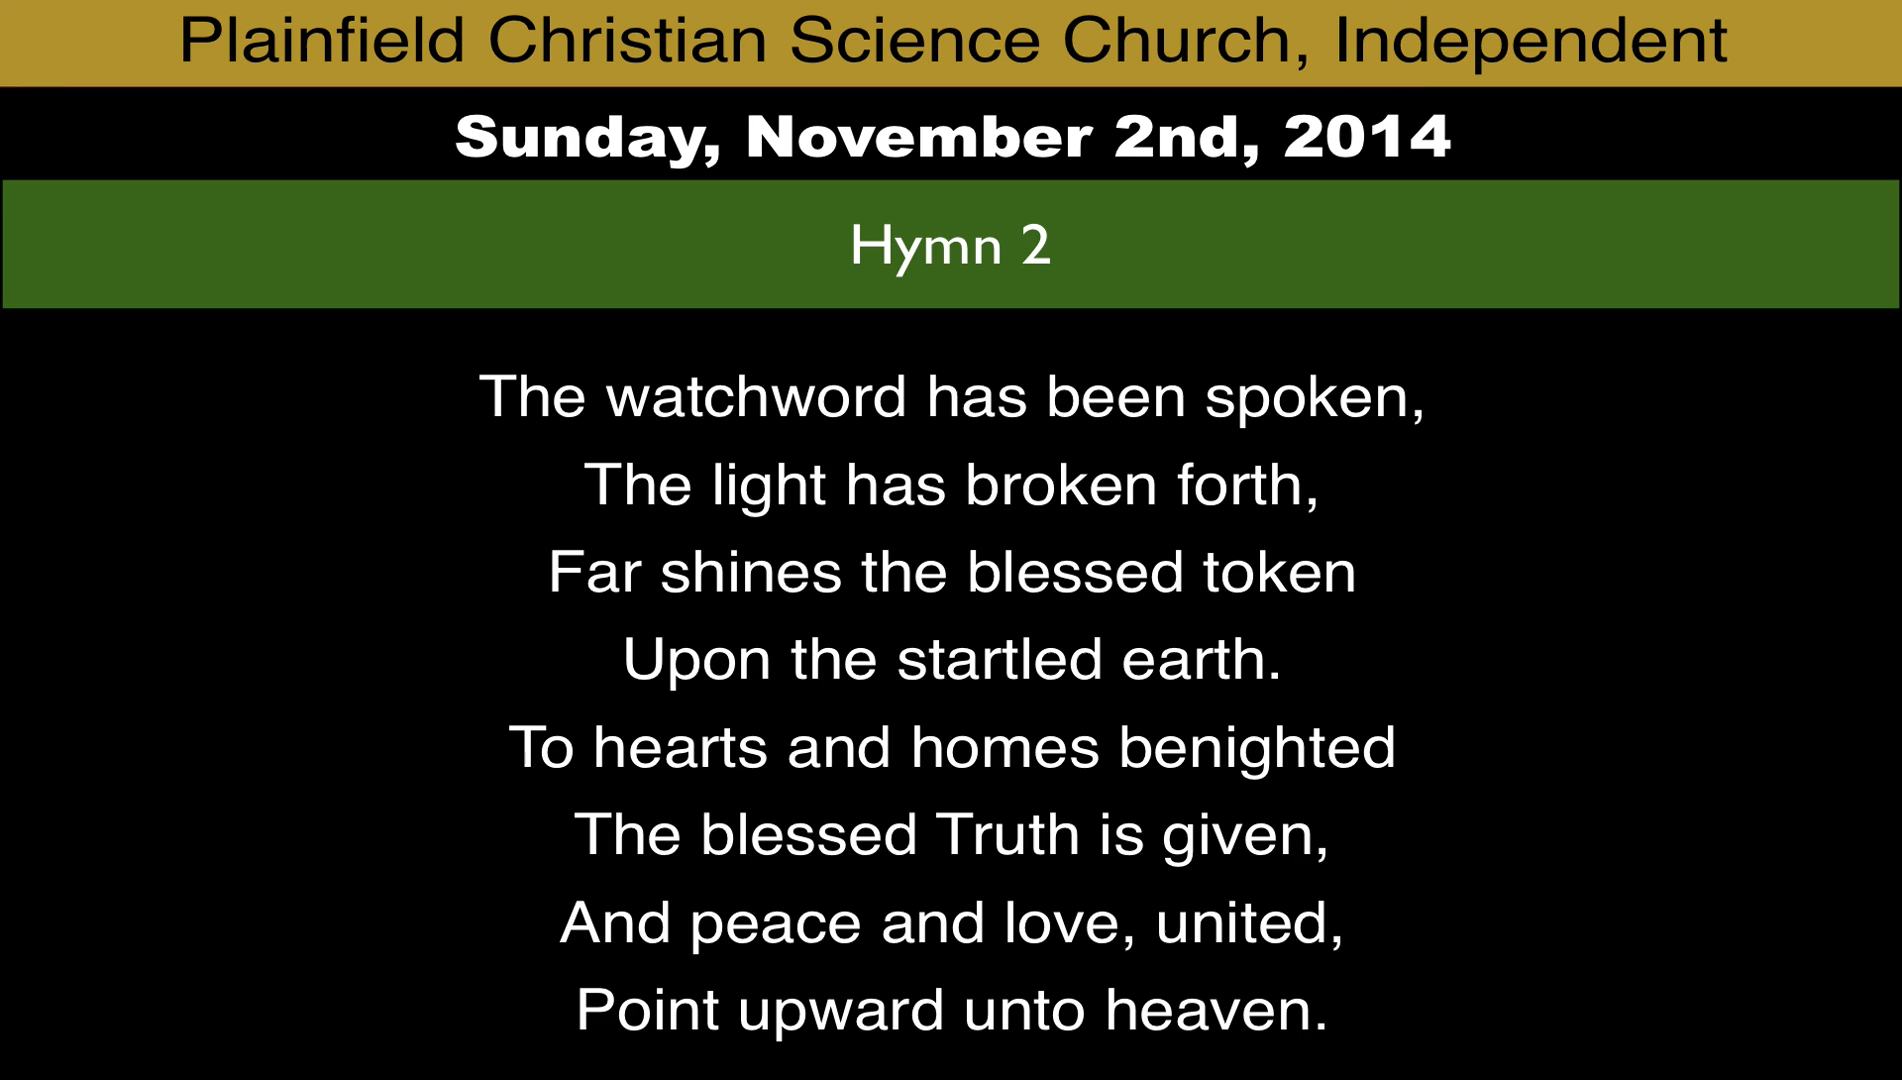 Plainfield Christian Science Church, Independent
Sunday, November 2nd, 2014
Hymn 2
The watchword has been spoken,
The light has broken forth,
Far shines the blessed token
Upon the startled earth.
To hearts and homes benighted
The blessed Truth is given,
And peace and love, united,
Point upward unto heaven.